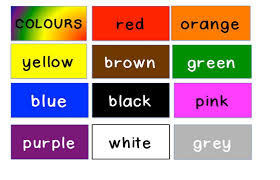 COLOURS red orange
yellow brown green
blue black pink
purple white grey